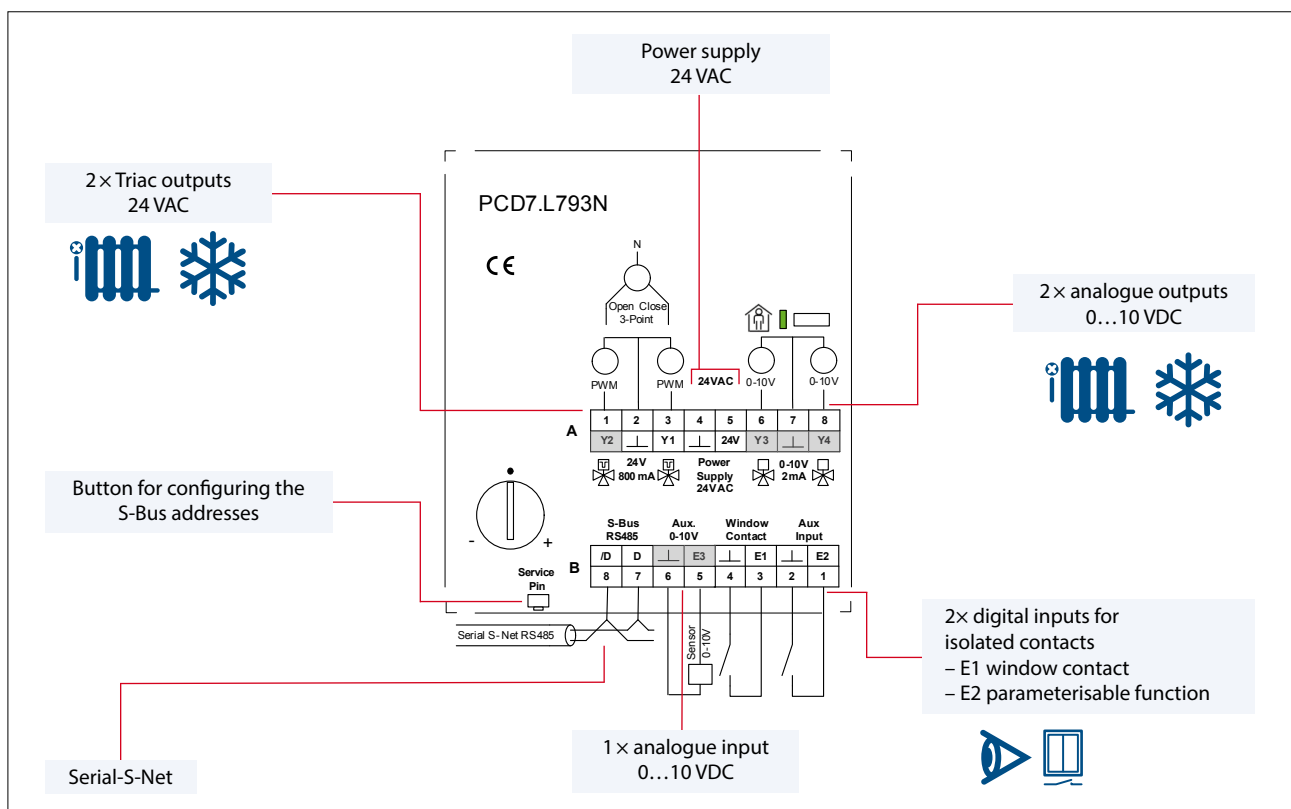 Power supply
24 VAC
2 × Triac outputs
24 VAC
PCD7.L793N
CE
N
Open Close
3-Point
2 × analogue outputs
0…10 VDC
PWM
PWM
24VAC
0-10V
0-10V
A
1 2 3 4 5 6 7 8
Y2 Y1 24V Y3 Y4
24V
800 mA
Power
Supply
24VAC
0-10V
2mA
Button for configuring the
S-Bus addresses
- +
S-Bus
RS485
Aux.
0-10V
Window
Contact
Aux
Input
B
/D D E3 E1 E2
8 7 6 5 4 3 2 1
Service
Pin
Serial S-Net RS485
Sensor
0-10V
2× digital inputs for
isolated contacts
– E1 window contact
– E2 parameterisable function
1 × analogue input
0…10 VDC
Serial-S-Net